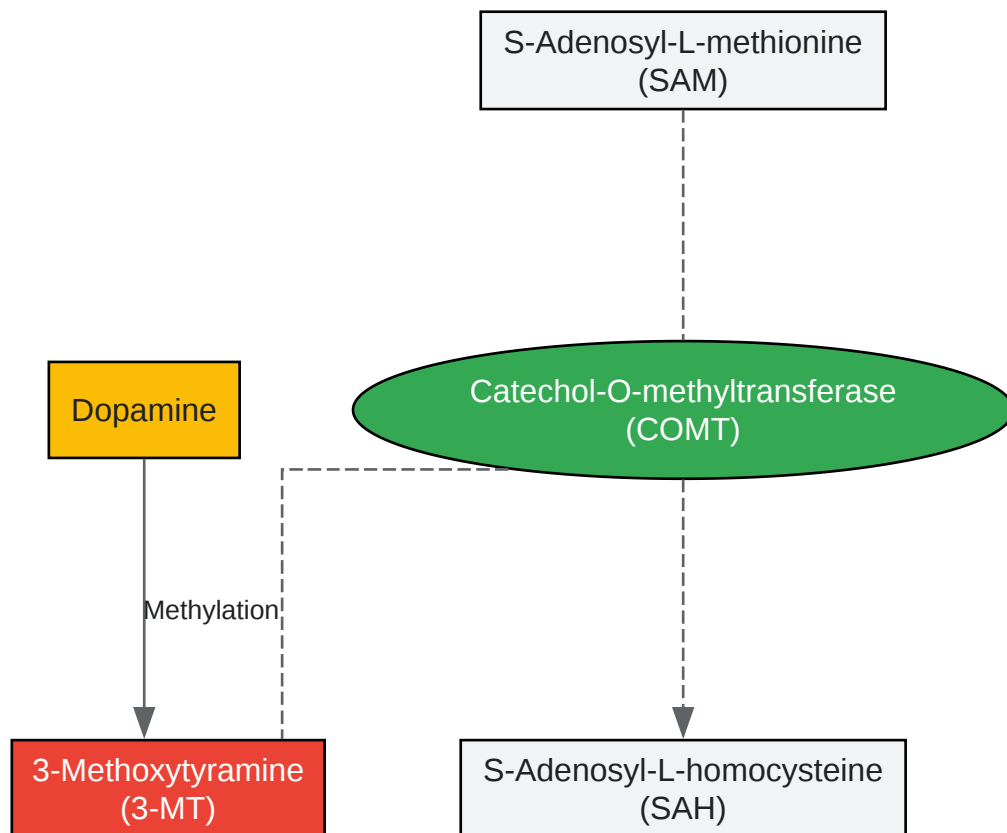 S-Adenosyl-L-methionine
(SAM)
Catechol-O-methyltransferase
(COMT)
Dopamine
Methylation
3-Methoxytyramine
(3-MT)
S-Adenosyl-L-homocysteine
(SAH)